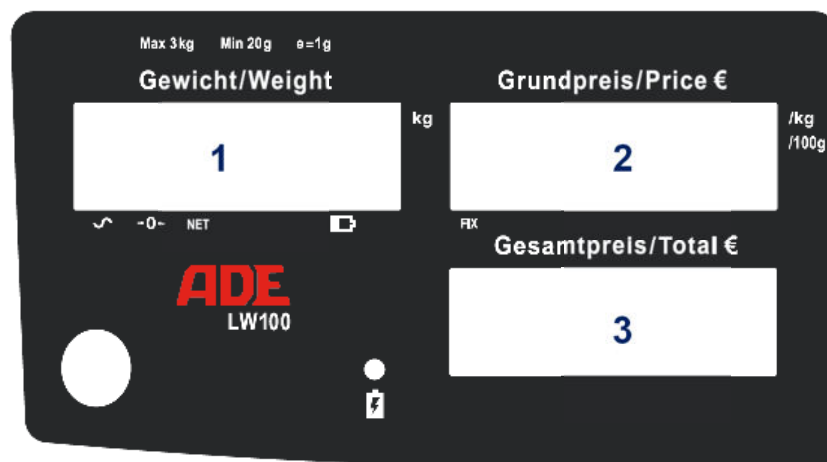 Max 3kg Min 20g e=1g
Gewicht/Weight
Grundpreis/Price €
kg
/kg
/100g
1
2
-0- NET
FIX
Gesamtpreis/Total €
ADE
LW100
3